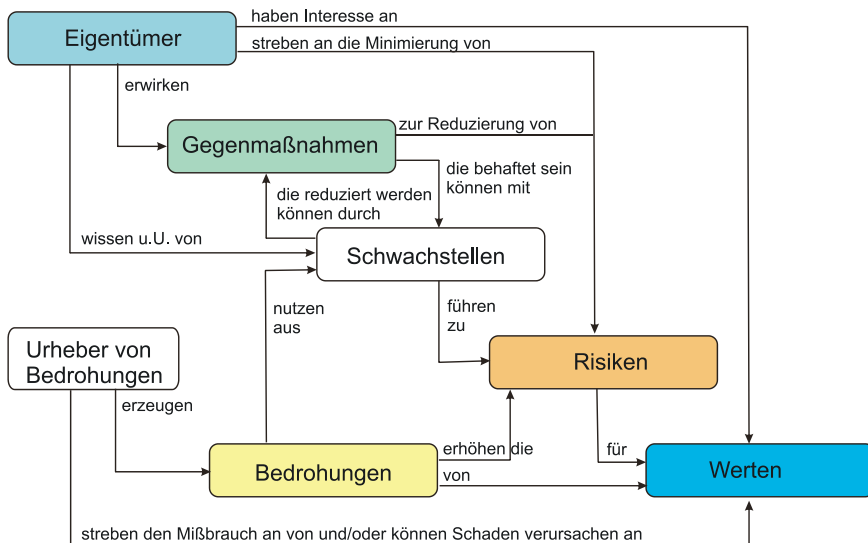 haben Interesse an
Eigentümer
streben an die Minimierung von
erwirken
Gegenmaßnahmen
zur Reduzierung von
die behaftet sein
können mit
die reduziert werden
können durch
wissen u.U. von
Schwachstellen
nutzen
aus
führen
zu
Urheber von
Bedrohungen
Risiken
erzeugen
erhöhen die
für
Bedrohungen
von
Werten
streben den Mißbrauch an von und/oder können Schaden verursachen an